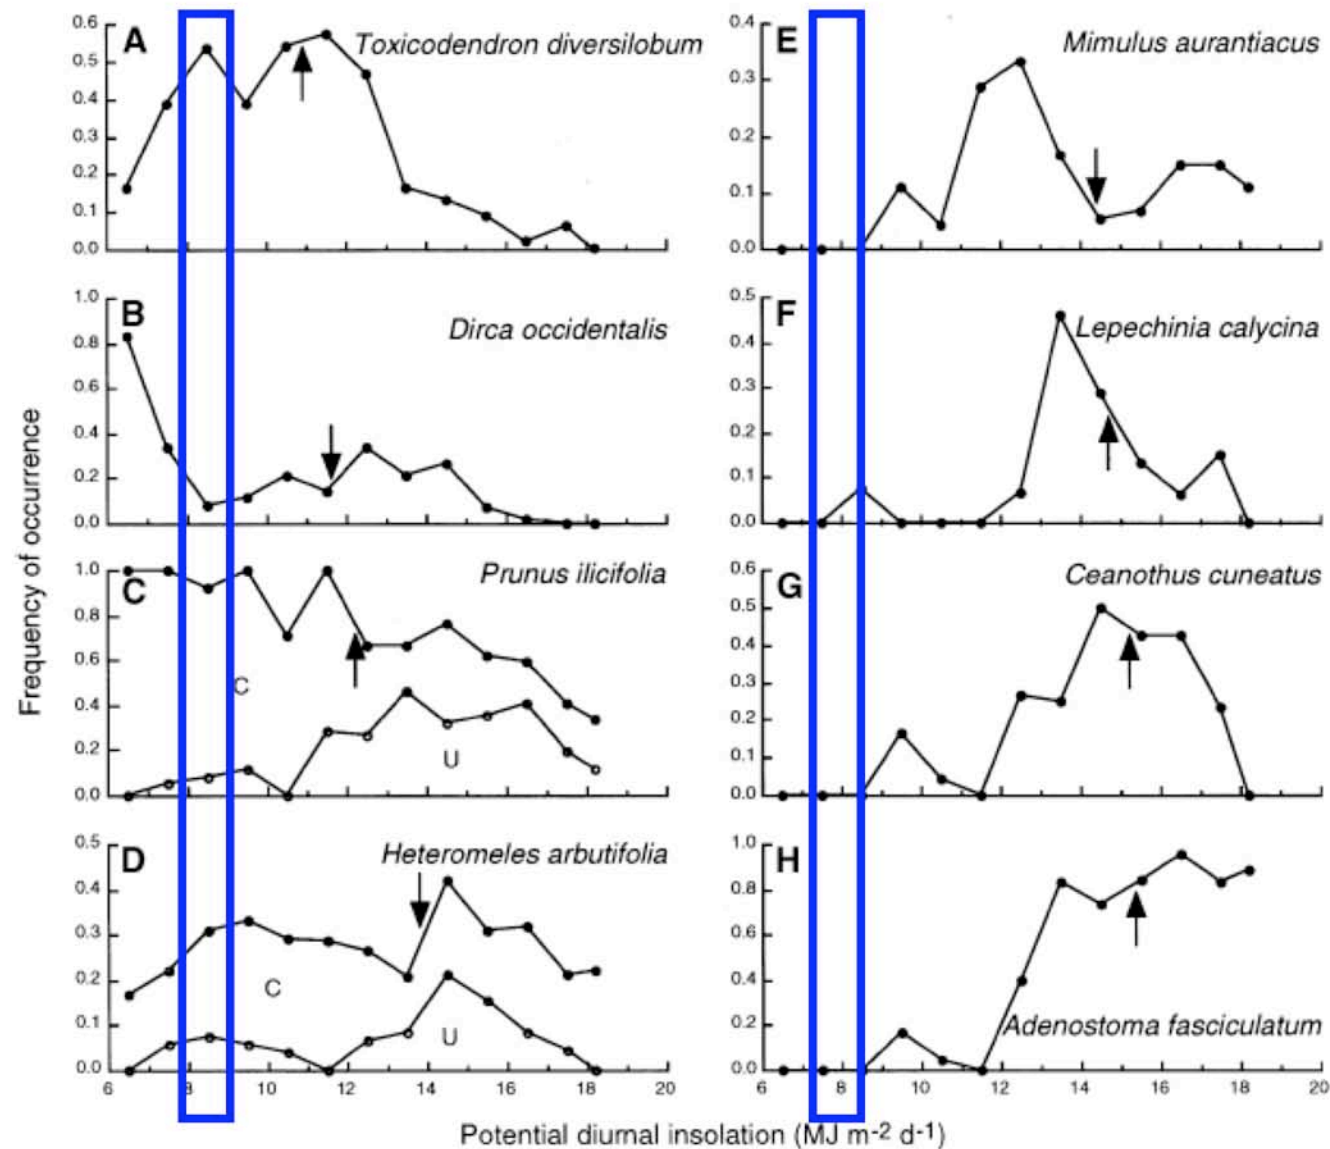 A
Toxicodendron diversilobum
0.6
0.5
0.4
0.3
0.2
0.1
0.0
B
Dirca occidentalis
1.0
0.8
0.6
0.4
0.2
0.0
C
Prunus ilicifolia
1.0
0.8
0.6
0.4
0.2
0.0
C
U
D
Heteromeles arbutifolia
0.5
0.4
0.3
0.2
0.1
0.0
C
U
6 8 10 12 14 16 18 20
E
Mimulus aurantiacus
0.4
0.3
0.2
0.1
0.0
F
Lepechinia calycina
0.5
0.4
0.3
0.2
0.1
0.0
G
Ceanothus cuneatus
0.6
0.5
0.4
0.3
0.2
0.1
0.0
H
1.0
0.8
0.6
0.4
0.2
0.0
Adenostoma fasciculatum
6 8 10 12 14 16 18 20
Frequency of occurrence
Potential diurnal insolation (MJ m-2 d-1)